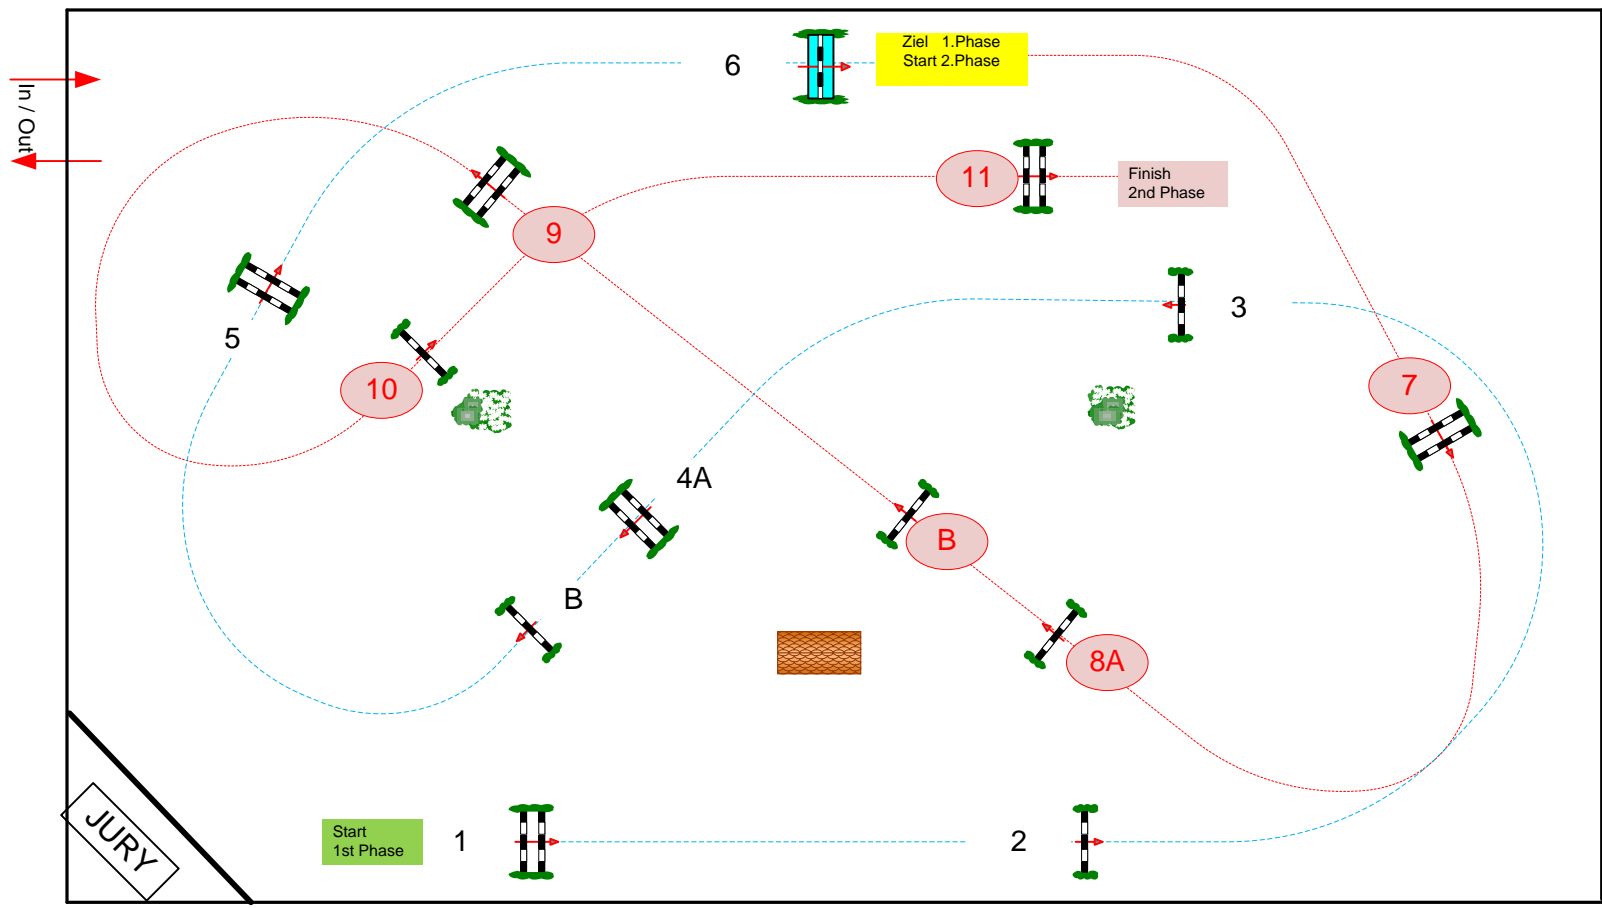 In / Out
6
Ziel 1.Phase
Start 2.Phase
11
Finish
2nd Phase
9
3
5
10
7
4A
B
B
8A
JURY
Start
1st Phase
1
2